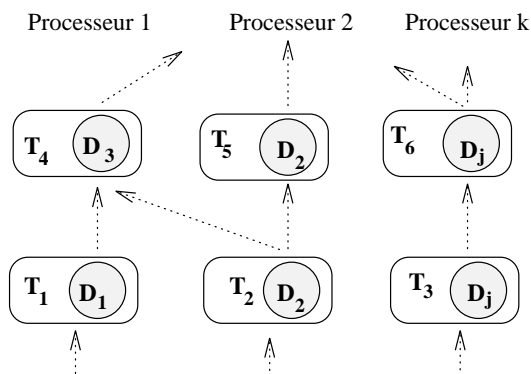 Processeur 1 Processeur 2 Processeur k
T4 D3 T5 D2 T6 Dj
T1 D1 T2 D2 T3 Dj